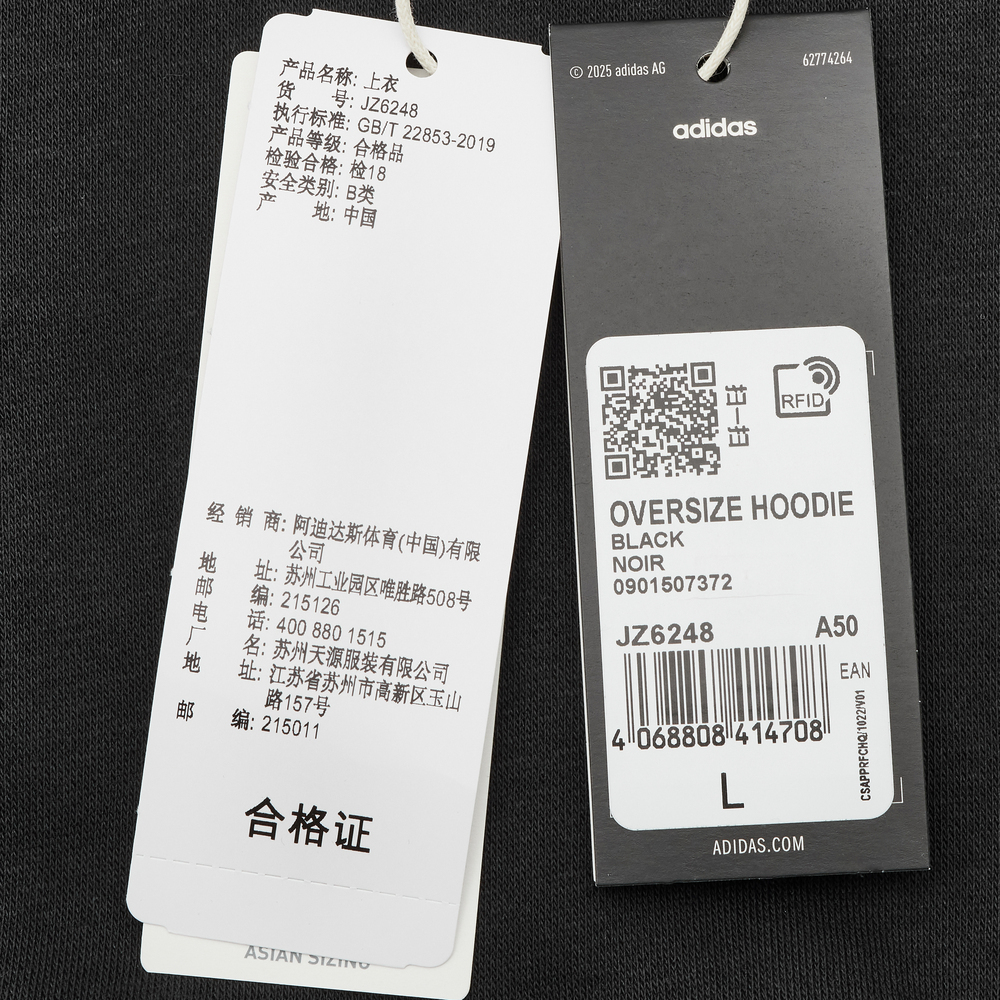 产品名称: 上衣
货 号: JZ6248
执行标准: GB/T 22853-2019
产品等级: 合格品
检验合格: 检18
安全类别: B类
产 地: 中国
经 销 商: 阿迪达斯体育(中国)有限
公司
地 址: 苏州工业园区唯胜路508号
邮 编: 215126
电 话: 400 880 1515
厂 名: 苏州天源服装有限公司
地 址: 江苏省苏州市高新区玉山
路157号
邮 编: 215011
合格证
ASIAN SIZING
© 2025 adidas AG
62774264
adidas
扫一扫
RFID
OVERSIZE HOODIE
BLACK
NOIR
0901507372
JZ6248 A50
EAN
4 068808 414708
CSAPPRFCHQ/1022/V01
L
ADIDAS.COM